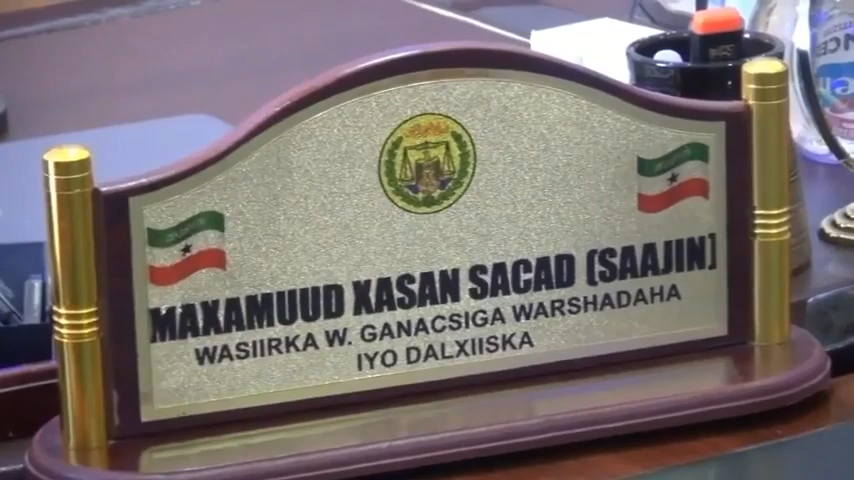 MAXAMUUD XASAN SACAD (SAAJIN]
WASIIRKA W. GANACSIGA WARSHADAHA
IYO DALXIISKA